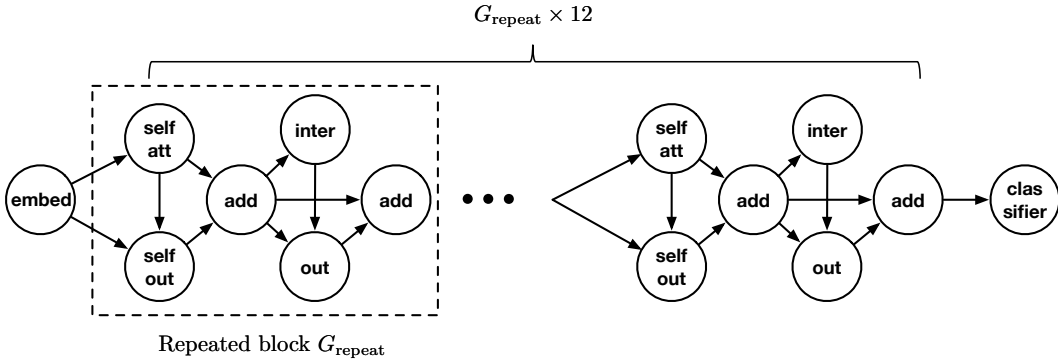 G_repeat × 12
self
att
inter
embed
add
add
self
out
out
• • •
self
att
inter
add
add
clas
sifier
self
out
out
Repeated block G_repeat